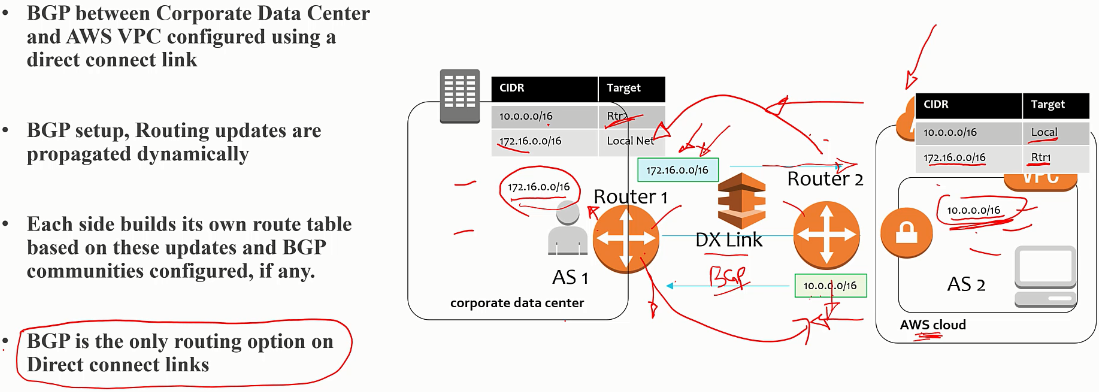 • BGP between Corporate Data Center
and AWS VPC configured using a
direct connect link
• BGP setup, Routing updates are
propagated dynamically
• Each side builds its own route table
based on these updates and BGP
communities configured, if any.
• BGP is the only routing option on
Direct connect links
CIDR Target
10.0.0.0/16 Rtr2
172.16.0.0/16 Local Net
172.16.0.0/16
172.16.0.0/16
Router 1
AS 1
corporate data center
DX Link
BGP
Router 2
10.0.0.0/16
CIDR Target
10.0.0.0/16 Local
172.16.0.0/16 Rtr1
VPC
10.0.0.0/16
AS 2
AWS cloud